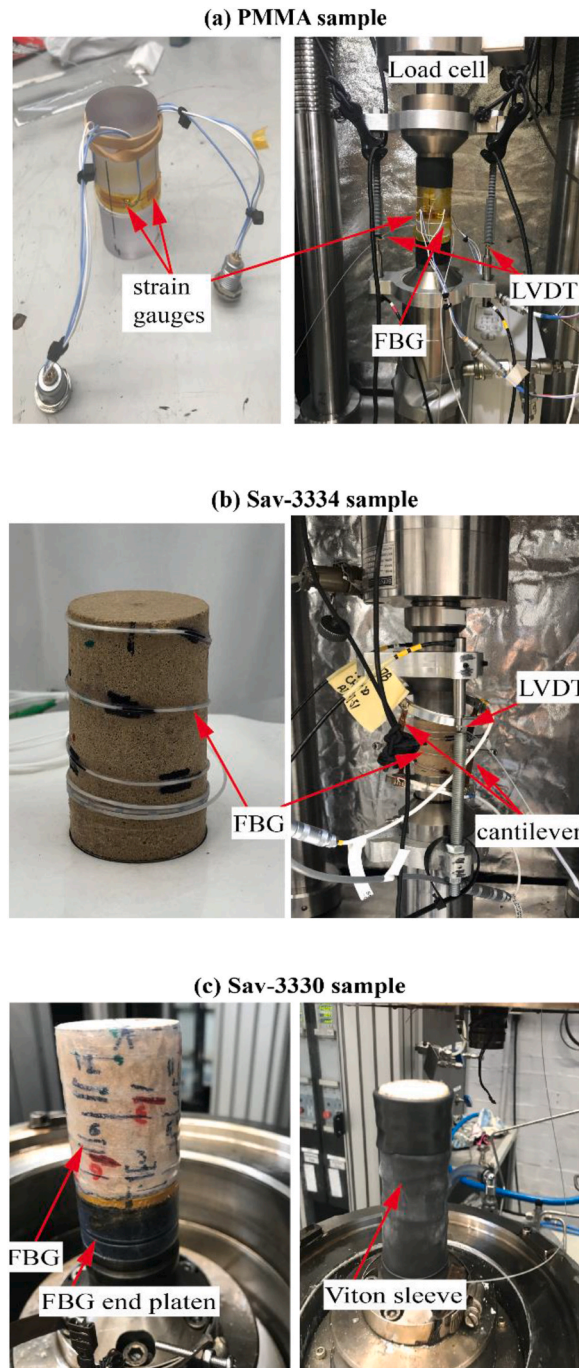 (a) PMMA sample
Load cell
strain
gauges
LVDT
FBG
(b) Sav-3334 sample
LVDT
FBG
cantilever
(c) Sav-3330 sample
FBG
FBG end platen
Viton sleeve